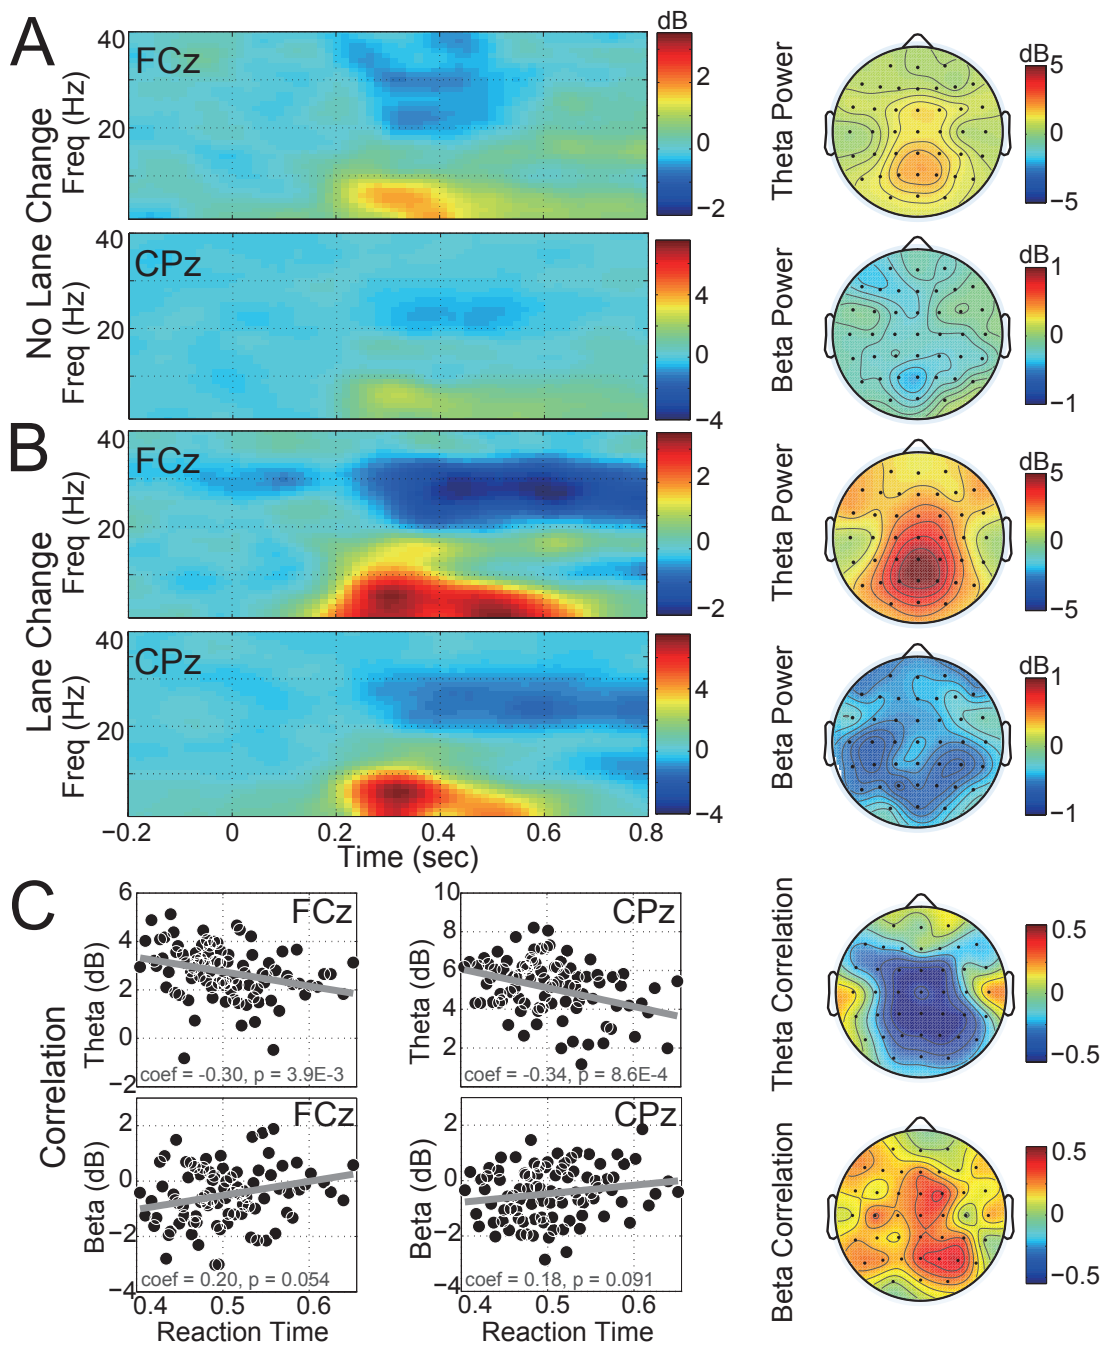 A
No Lane Change
Freq (Hz)
40
20
FCz
dB
2
0
−2
Theta Power
dB
5
0
−5
Freq (Hz)
40
20
CPz
4
0
−4
Beta Power
dB
1
0
−1
B
Lane Change
Freq (Hz)
40
20
FCz
2
0
−2
Theta Power
dB
5
0
−5
Freq (Hz)
40
20
CPz
4
0
−4
Beta Power
dB
1
0
−1
−0.2 0 0.2 0.4 0.6 0.8
Time (sec)
C
Correlation
Theta (dB)
6
4
2
0
−2
FCz
coef = -0.30, p = 3.9E-3
Theta (dB)
10
8
6
4
2
CPz
coef = -0.34, p = 8.6E-4
Theta Correlation
0.5
0
−0.5
Beta (dB)
2
0
−2
−4
FCz
coef = 0.20, p = 0.054
0.4 0.5 0.6
Reaction Time
Beta (dB)
2
0
−2
−4
CPz
coef = 0.18, p = 0.091
0.4 0.5 0.6
Reaction Time
Beta Correlation
0.5
0
−0.5